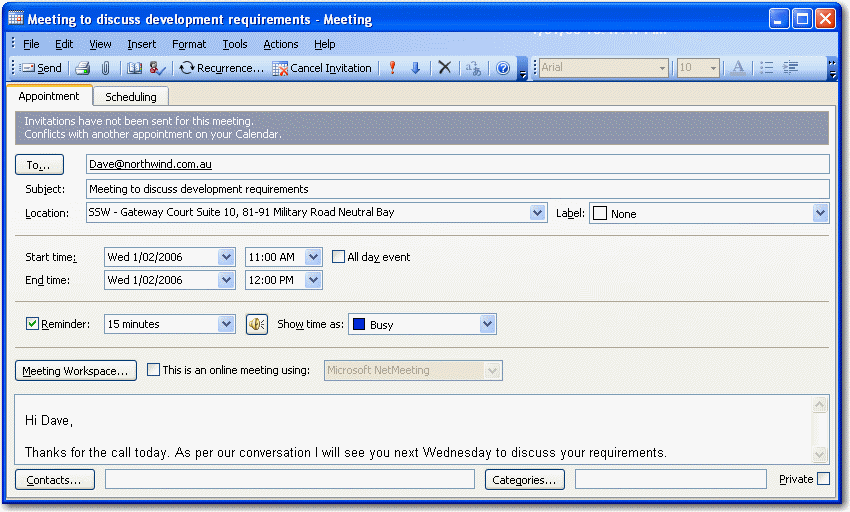 Meeting to discuss development requirements - Meeting
File Edit View Insert Format Tools Actions Help
Send Recurrence... Cancel Invitation Arial 10 A
Appointment Scheduling
Invitations have not been sent for this meeting.
Conflicts with another appointment on your Calendar.
To... Dave@northwind.com.au
Subject: Meeting to discuss development requirements
Location: SSW - Gateway Court Suite 10, 81-91 Military Road Neutral Bay Label: None
Start time: Wed 1/02/2006 11:00 AM All day event
End time: Wed 1/02/2006 12:00 PM
Reminder: 15 minutes Show time as: Busy
Meeting Workspace... This is an online meeting using: Microsoft NetMeeting
Hi Dave,
Thanks for the call today. As per our conversation I will see you next Wednesday to discuss your requirements.
Contacts... Categories... Private